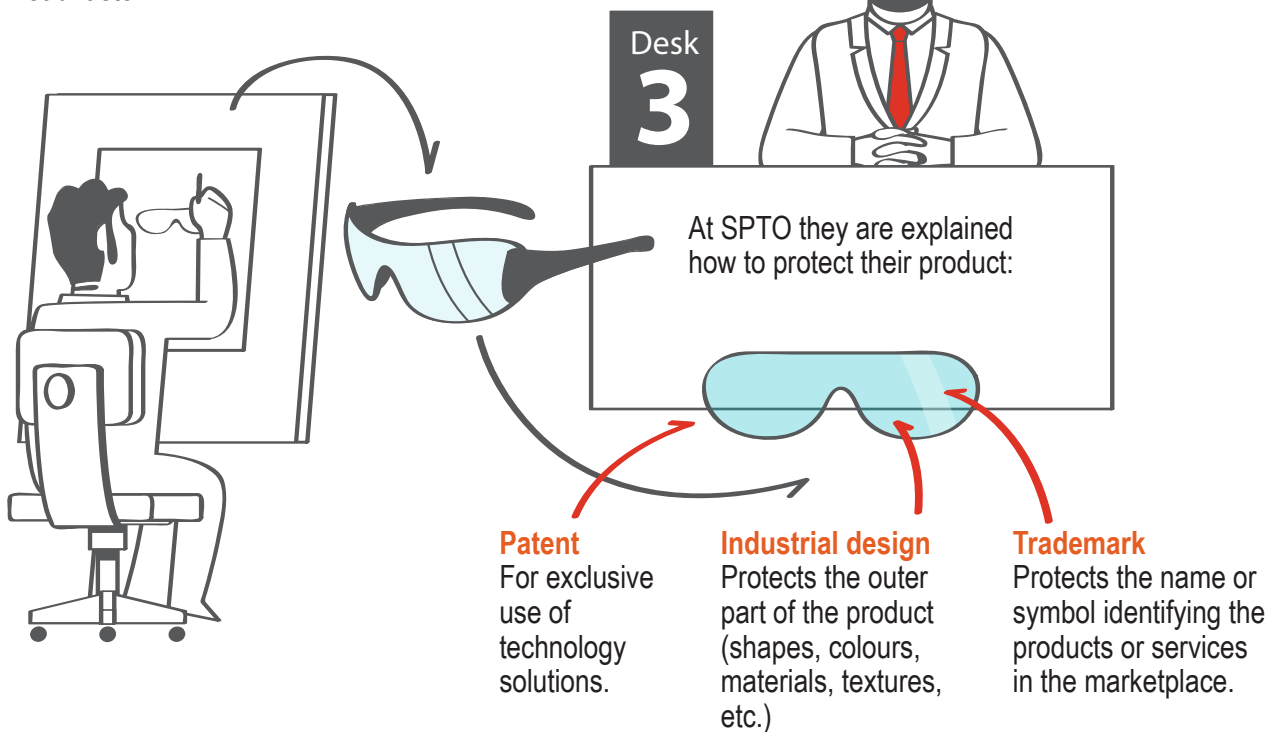 Desk
3
At SPTO they are explained
how to protect their product:
Patent
For exclusive
use of
technology
solutions.
Industrial design
Protects the outer
part of the product
(shapes, colours,
materials, textures,
etc.)
Trademark
Protects the name or
symbol identifying the
products or services
in the marketplace.